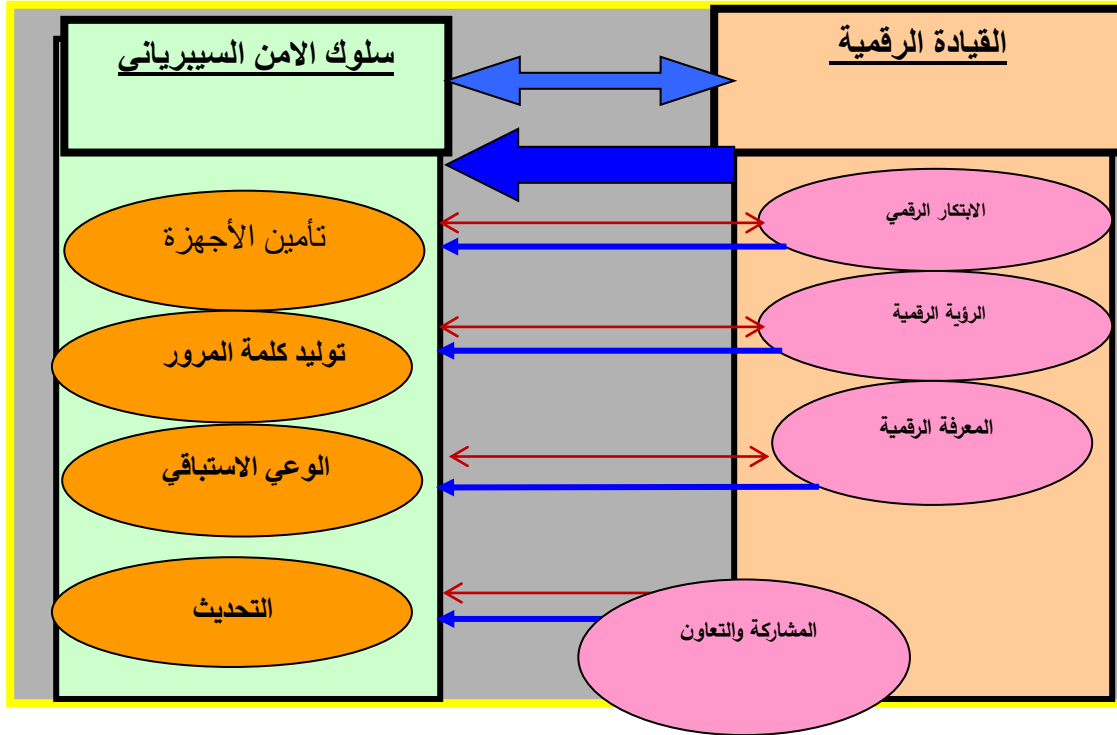 القيادة الرقمية
سلوك الامن السيبرياني
الابتكار الرقمي
تأمين الأجهزة
الرؤية الرقمية
توليد كلمة المرور
المعرفة الرقمية
الوعي الاستباقي
المشاركة والتعاون
التحديث